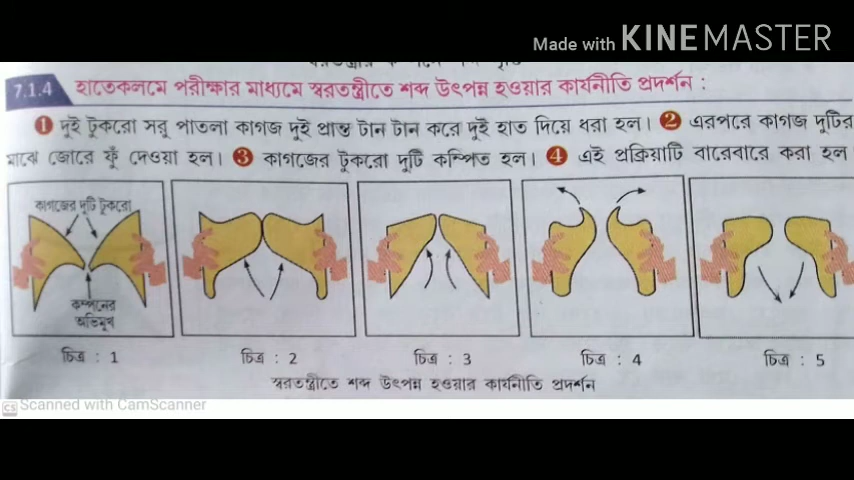 Made with KINEMASTER
7.1.4 হাতেকলমে পরীক্ষার মাধ্যমে স্বরতন্ত্রীতে শব্দ উৎপন্ন হওয়ার কার্যনীতি প্রদর্শন :
1 দুই টুকরো সরু পাতলা কাগজ দুই প্রান্ত টান টান করে দুই হাত দিয়ে ধরা হল। 2 এরপরে কাগজ দুটির
মাঝে জোরে ফুঁ দেওয়া হল। 3 কাগজের টুকরো দুটি কম্পিত হল। 4 এই প্রক্রিয়াটি বারেবারে করা হল
কাগজের দুটি টুকরো
কম্পনের
অভিমুখ
চিত্র : 1 চিত্র : 2 চিত্র : 3 চিত্র : 4 চিত্র : 5
স্বরতন্ত্রীতে শব্দ উৎপন্ন হওয়ার কার্যনীতি প্রদর্শন
CS Scanned with CamScanner